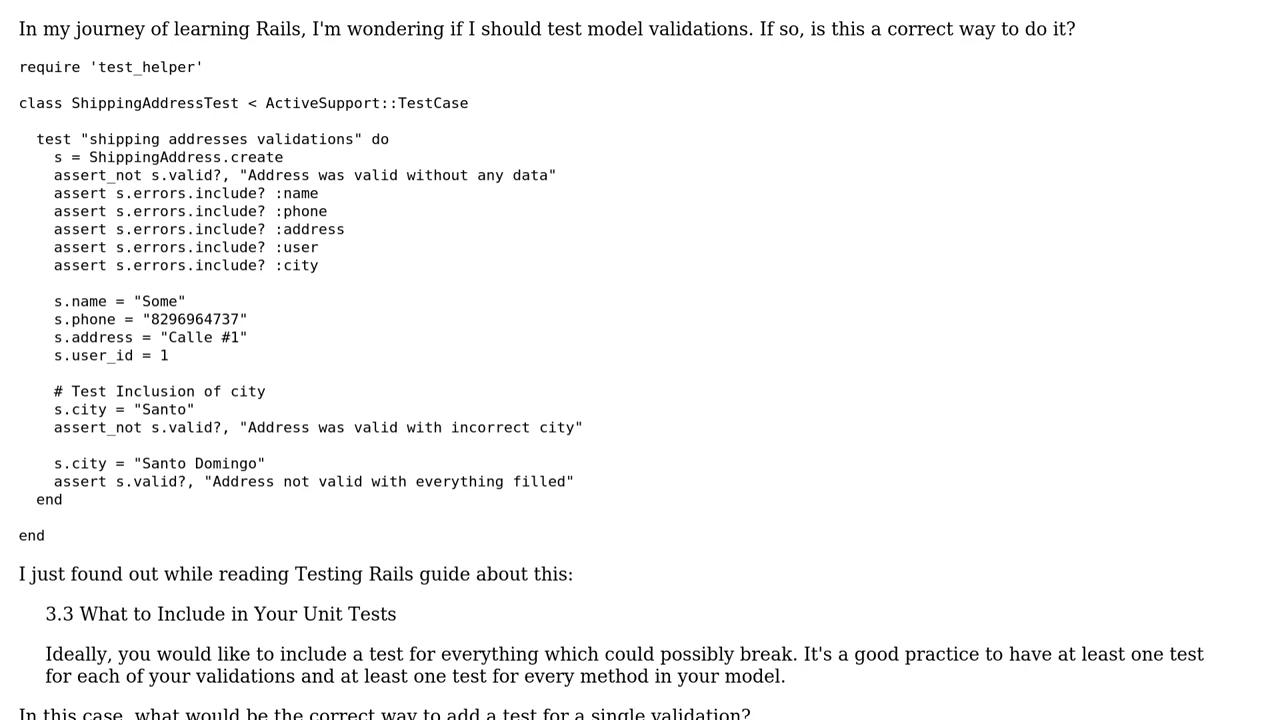 In my journey of learning Rails, I'm wondering if I should test model validations. If so, is this a correct way to do it?
require 'test_helper'
class ShippingAddressTest < ActiveSupport::TestCase
  test "shipping addresses validations" do
    s = ShippingAddress.create
    assert_not s.valid?, "Address was valid without any data"
    assert s.errors.include? :name
    assert s.errors.include? :phone
    assert s.errors.include? :address
    assert s.errors.include? :user
    assert s.errors.include? :city
    s.name = "Some"
    s.phone = "8296964737"
    s.address = "Calle #1"
    s.user_id = 1
    # Test Inclusion of city
    s.city = "Santo"
    assert_not s.valid?, "Address was valid with incorrect city"
    s.city = "Santo Domingo"
    assert s.valid?, "Address not valid with everything filled"
  end
end
I just found out while reading Testing Rails guide about this:
3.3 What to Include in Your Unit Tests
Ideally, you would like to include a test for everything which could possibly break. It's a good practice to have at least one test
for each of your validations and at least one test for every method in your model.
In this case, what would be the correct way to add a test for a single validation?